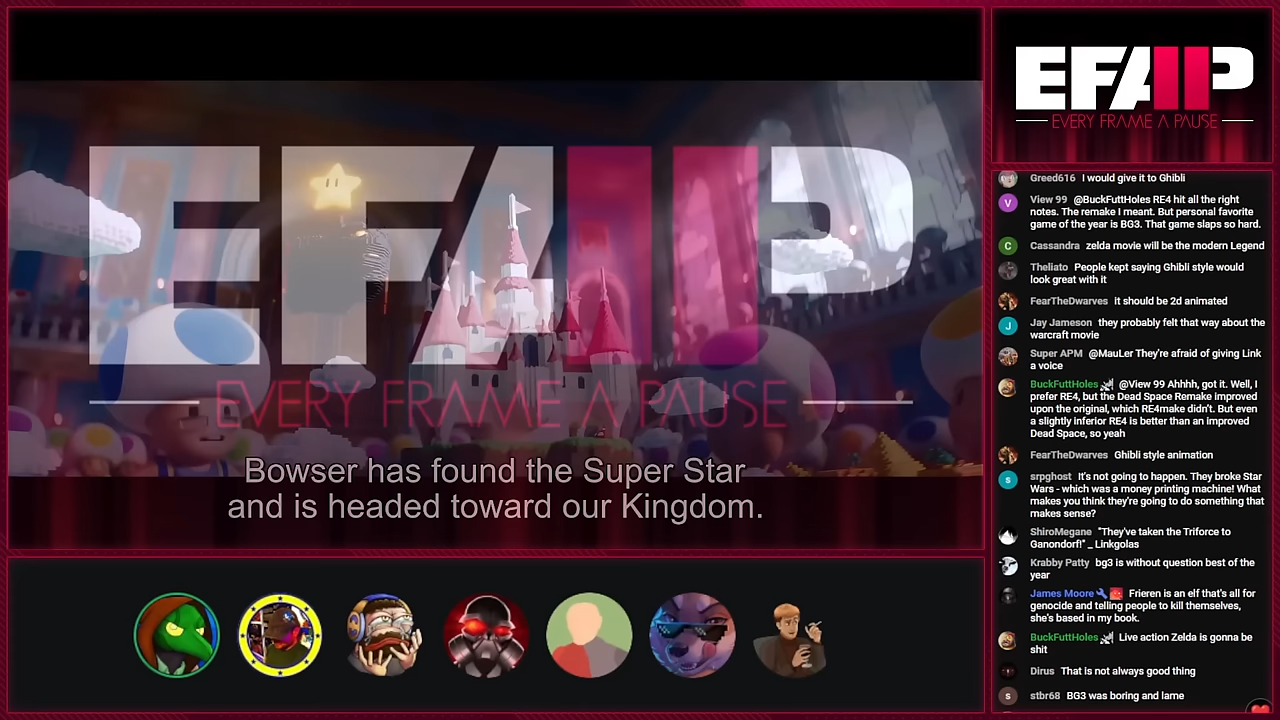 EFAP
EVERY FRAME A PAUSE
Bowser has found the Super Star
and is headed toward our Kingdom.
EFAP
EVERY FRAME A PAUSE
Greed616 I would give it to Ghibli
V View 99 @BuckFuttHoles RE4 hit all the right
notes. The remake I meant. But personal favorite
game of the year is BG3. That game slaps so hard.
C Cassandra zelda movie will be the modern Legend
Theliato People kept saying Ghibli style would
look great with it
FearTheDwarves it should be 2d animated
J Jay Jameson they probably felt that way about the
warcraft movie
Super APM @MauLer They're afraid of giving Link
a voice
BuckFuttHoles @View 99 Ahhhh, got it. Well, I
prefer RE4, but the Dead Space Remake improved
upon the original, which RE4make didn't. But even
a slightly inferior RE4 is better than an improved
Dead Space, so yeah
FearTheDwarves Ghibli style animation
s srpghost It's not going to happen. They broke Star
Wars - which was a money printing machine! What
makes you think they're going to do something that
makes sense?
ShiroMegane "They've taken the Triforce to
Ganondorf!" _ Linkgolas
Krabby Patty bg3 is without question best of the
year
James Moore Frieren is an elf that's all for
genocide and telling people to kill themselves,
she's based in my book.
BuckFuttHoles Live action Zelda is gonna be
shit
Dirus That is not always good thing
s stbr68 BG3 was boring and lame